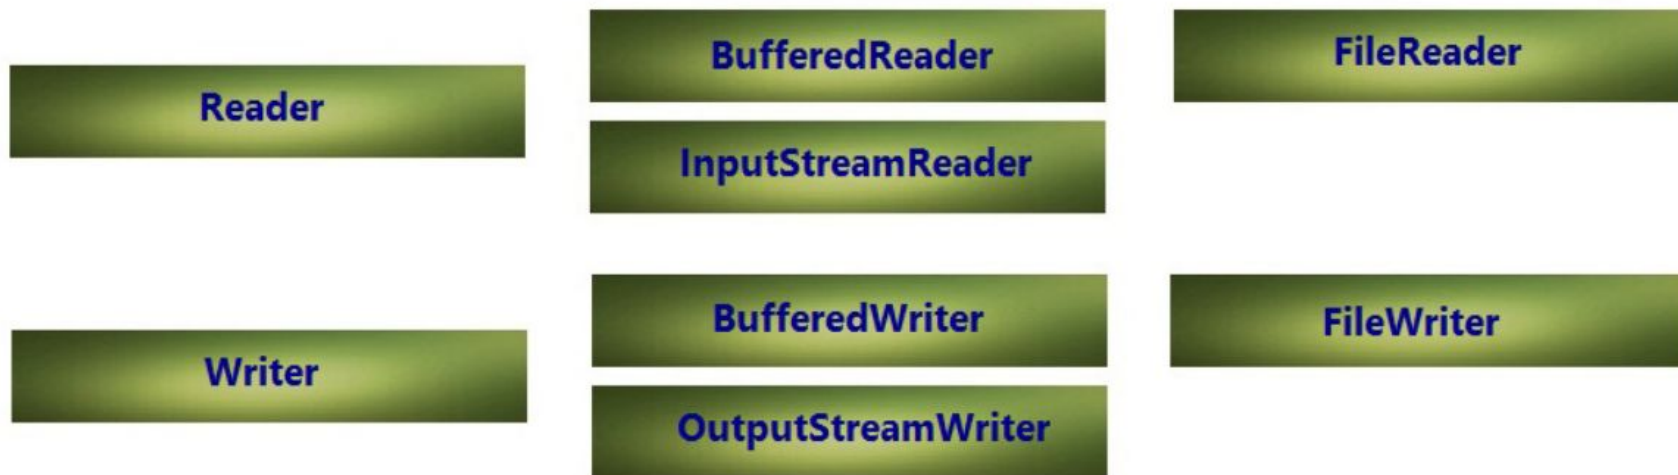 BufferedReader
FileReader
Reader
InputStreamReader
BufferedWriter
FileWriter
Writer
OutputStreamWriter